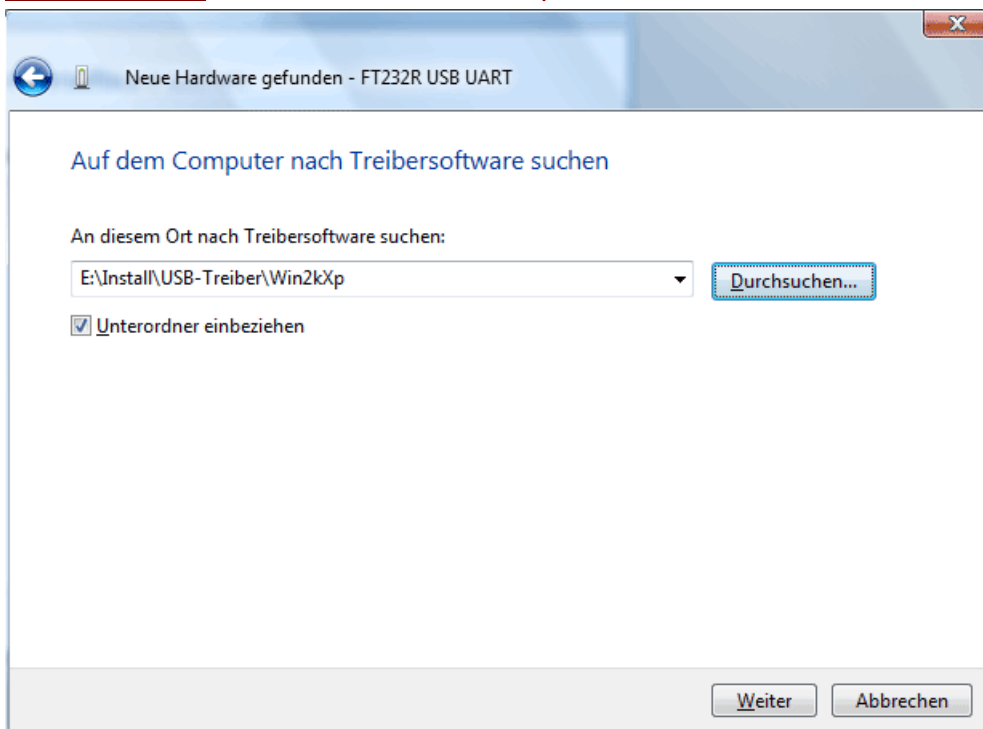 Neue Hardware gefunden - FT232R USB UART
Auf dem Computer nach Treibersoftware suchen
An diesem Ort nach Treibersoftware suchen:
E:\Install\USB-Treiber\Win2kXp
Durchsuchen...
Unterordner einbeziehen
Weiter Abbrechen